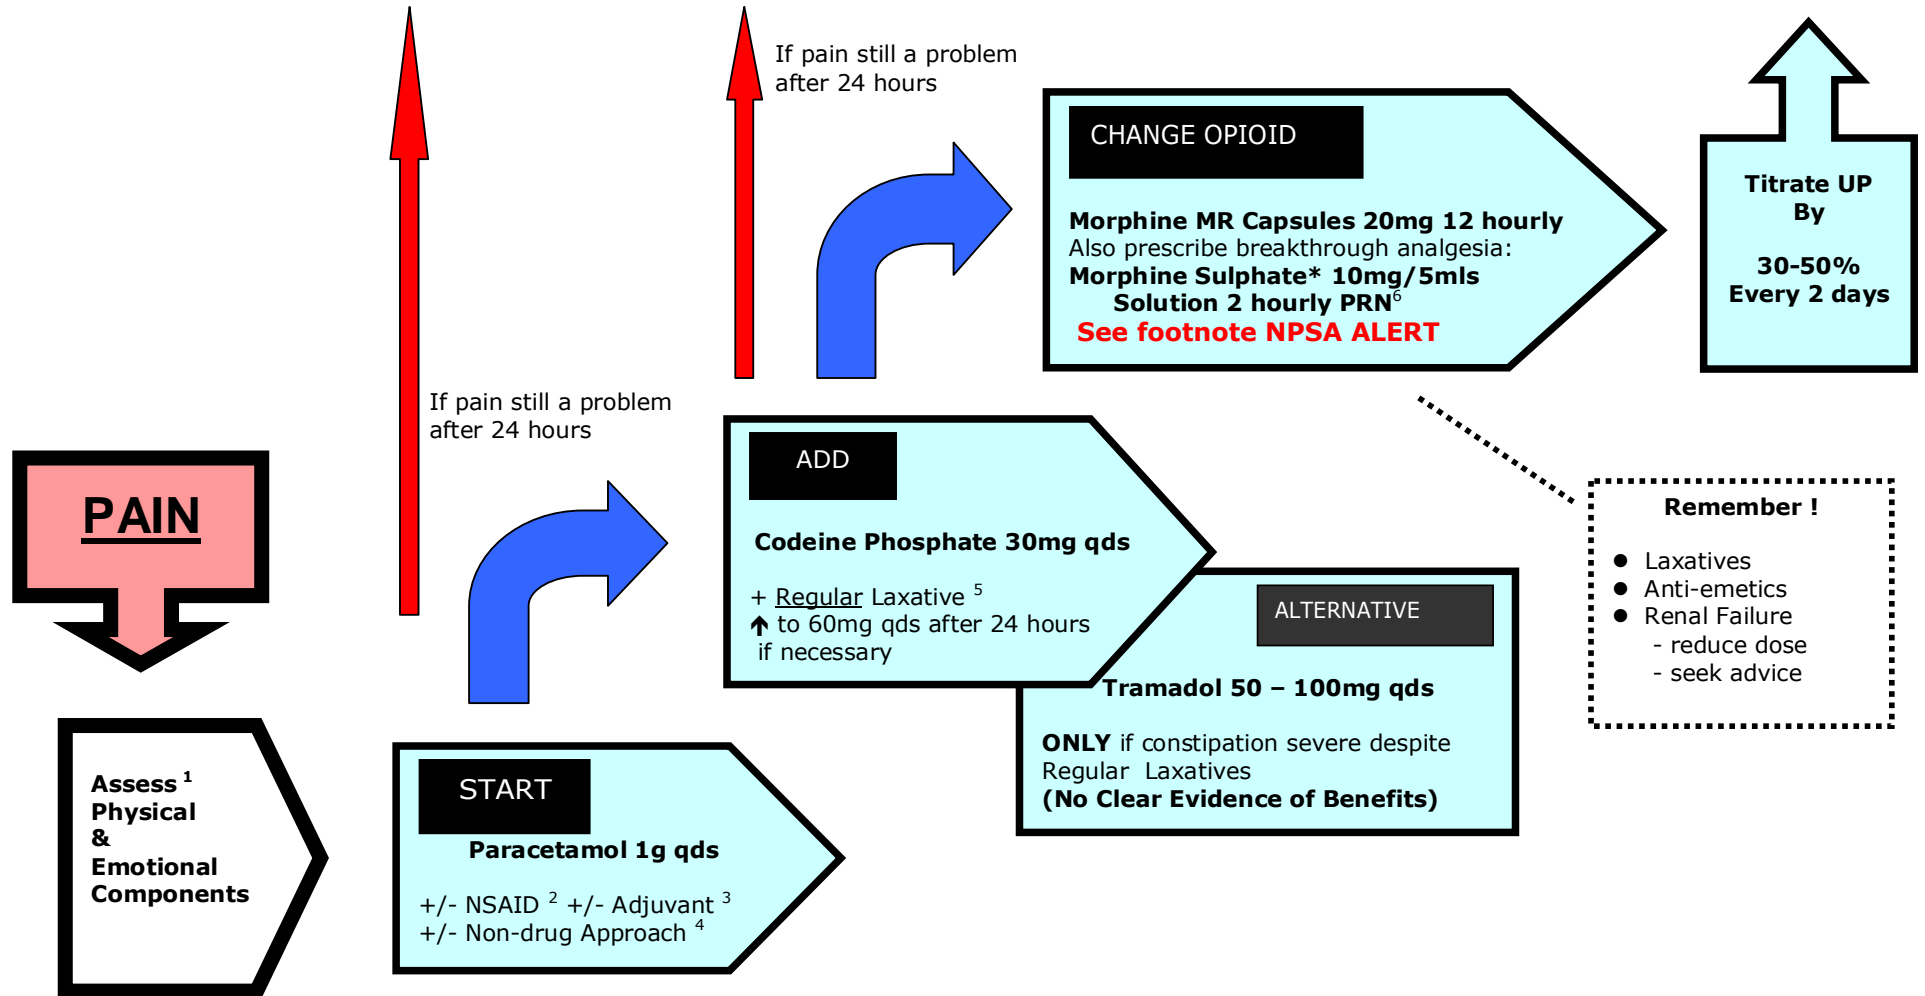 PAIN
Assess 1
Physical
&
Emotional
Components
START
Paracetamol 1g qds
+/- NSAID 2 +/- Adjuvant 3
+/- Non-drug Approach 4
If pain still a problem
after 24 hours
ADD
Codeine Phosphate 30mg qds
+ Regular Laxative 5
↑ to 60mg qds after 24 hours
if necessary
ALTERNATIVE
Tramadol 50 – 100mg qds
ONLY if constipation severe despite
Regular Laxatives
(No Clear Evidence of Benefits)
If pain still a problem
after 24 hours
CHANGE OPIOID
Morphine MR Capsules 20mg 12 hourly
Also prescribe breakthrough analgesia:
Morphine Sulphate* 10mg/5mls
Solution 2 hourly PRN6
See footnote NPSA ALERT
Titrate UP
By
30-50%
Every 2 days
Remember !
● Laxatives
● Anti-emetics
● Renal Failure
- reduce dose
- seek advice